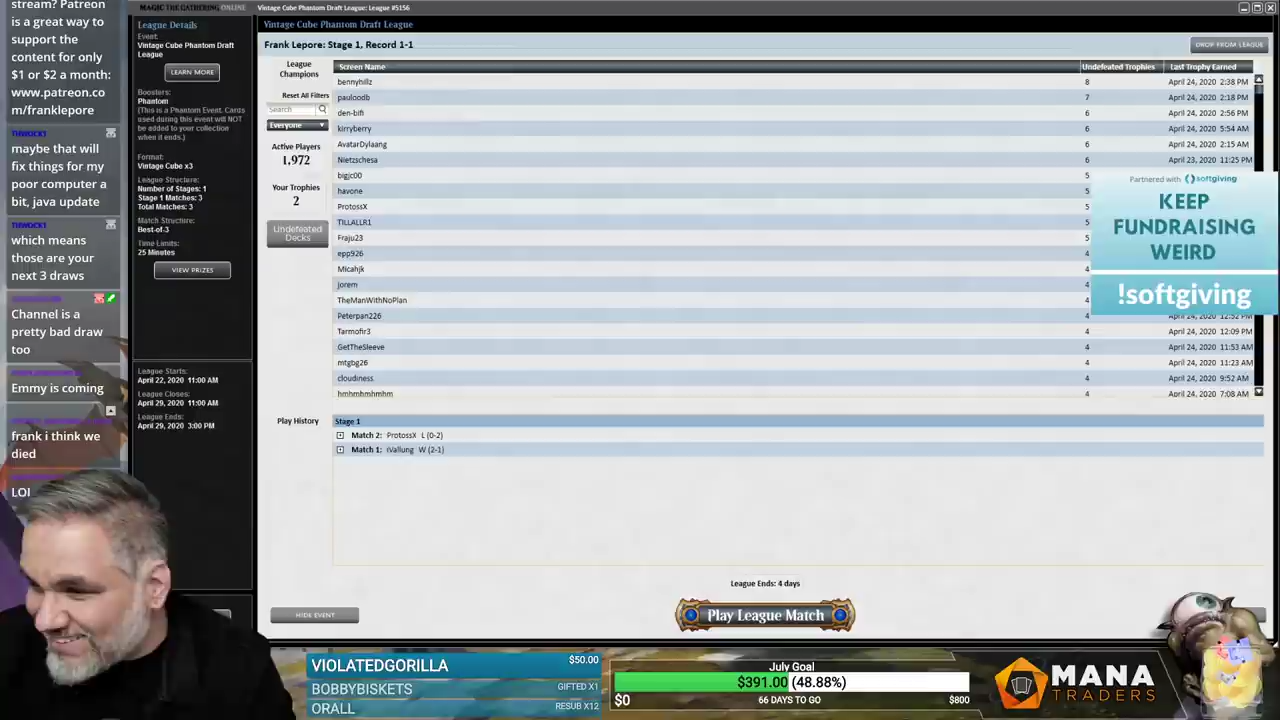 stream? Patreon
is a great way to
support the
content for only
$1 or $2 a month:
www.patreon.co
m/franklepore
THWOCK1
maybe that will
fix things for my
poor computer a
bit, java update
THWOCK1
which means
those are your
next 3 draws
Channel is a
pretty bad draw
too
Emmy is coming
frank i think we
died
LOL
MAGIC THE GATHERING ONLINE
Vintage Cube Phantom Draft League: League #5156
League Details
Event:
Vintage Cube Phantom Draft
League
LEARN MORE
Boosters:
Phantom
(This is a Phantom Event. Cards
used during this event will NOT
be added to your collection
when it ends.)
Format:
Vintage Cube x3
League Structure:
Number of Stages: 1
Stage 1 Matches: 3
Total Matches: 3
Match Structure:
Best-of-3
Time Limits:
25 Minutes
VIEW PRIZES
League Starts:
April 22, 2020 11:00 AM
League Closes:
April 29, 2020 11:00 AM
League Ends:
April 29, 2020 3:00 PM
Vintage Cube Phantom Draft League
Frank Lepore: Stage 1, Record 1-1
DROP FROM LEAGUE
League
Champions
Reset All Filters
Search
Everyone
Active Players
1,972
Your Trophies
2
Undefeated
Decks
Screen Name Undefeated Trophies Last Trophy Earned
bennyhillz 8 April 24, 2020 2:38 PM
pauloodb 7 April 24, 2020 2:18 PM
den-bifi 6 April 24, 2020 2:56 PM
kirryberry 6 April 24, 2020 5:54 AM
AvatarDylaang 6 April 24, 2020 2:15 AM
Nietzschesa 6 April 23, 2020 11:25 PM
bigjc00 5
havone 5
ProtossX 5
TILLALLR1 5
Fraju23 5
epp926 4
Micahjk 4
jorem 4
TheManWithNoPlan 4
Peterpan226 4 April 24, 2020 12:52 PM
Tarmofir3 4 April 24, 2020 12:09 PM
GetTheSleeve 4 April 24, 2020 11:53 AM
mtgbg26 4 April 24, 2020 11:23 AM
cloudiness. 4 April 24, 2020 9:52 AM
hmhmhmhmhm 4 April 24, 2020 7:08 AM
Partnered with softgiving
KEEP
FUNDRAISING
WEIRD
!softgiving
Play History
Stage 1
Match 2: ProtossX L (0-2)
Match 1: iVallung W (2-1)
League Ends: 4 days
HIDE EVENT
Play League Match
VIOLATEDGORILLA $50.00
BOBBYBISKETS GIFTED X1
ORALL RESUB X12
July Goal
$391.00 (48.88%)
$0 66 DAYS TO GO $800
MANA
TRADERS